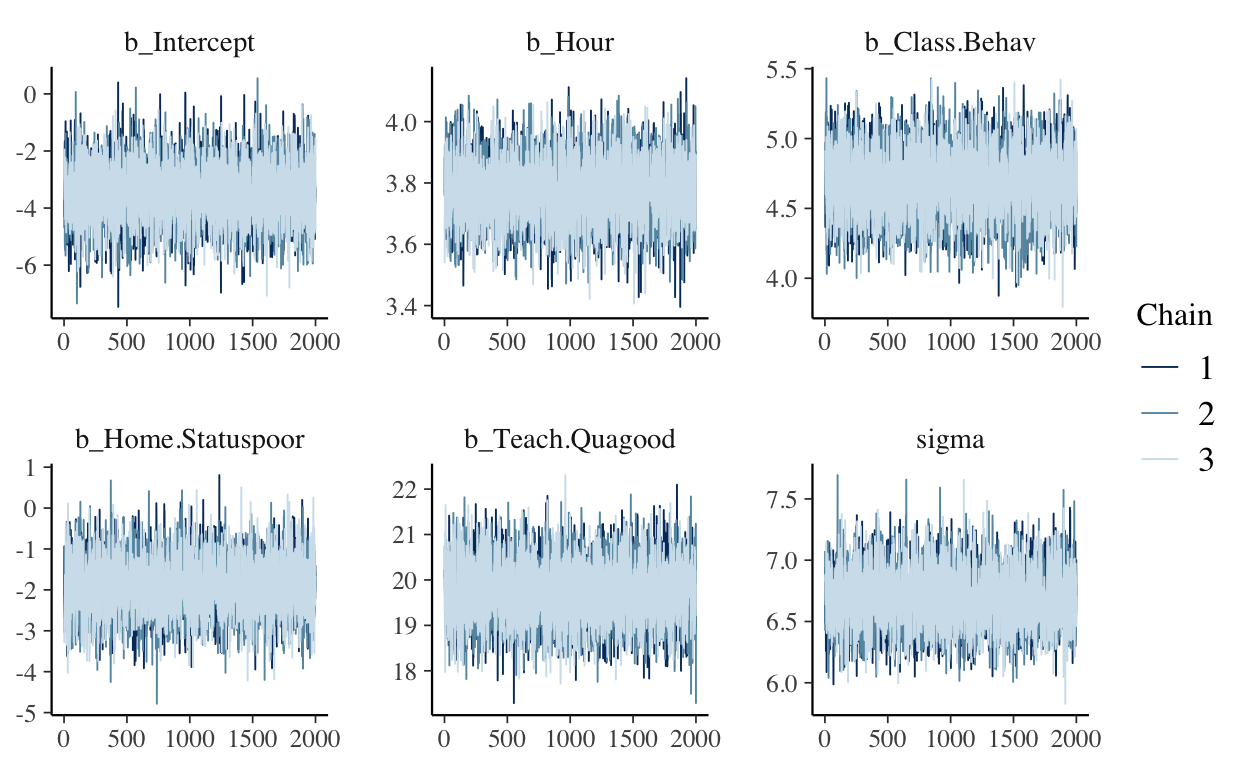 b_Intercept
b_Hour
b_Class.Behav
0
-2
-4
-6
4.0
3.8
3.6
3.4
5.5
5.0
4.5
4.0
0 500 1000 1500 2000
0 500 1000 1500 2000
0 500 1000 1500 2000
b_Home.Statuspoor
b_Teach.Quagood
sigma
1
0
-1
-2
-3
-4
-5
22
21
20
19
18
7.5
7.0
6.5
6.0
0 500 1000 1500 2000
0 500 1000 1500 2000
0 500 1000 1500 2000
Chain
1
2
3